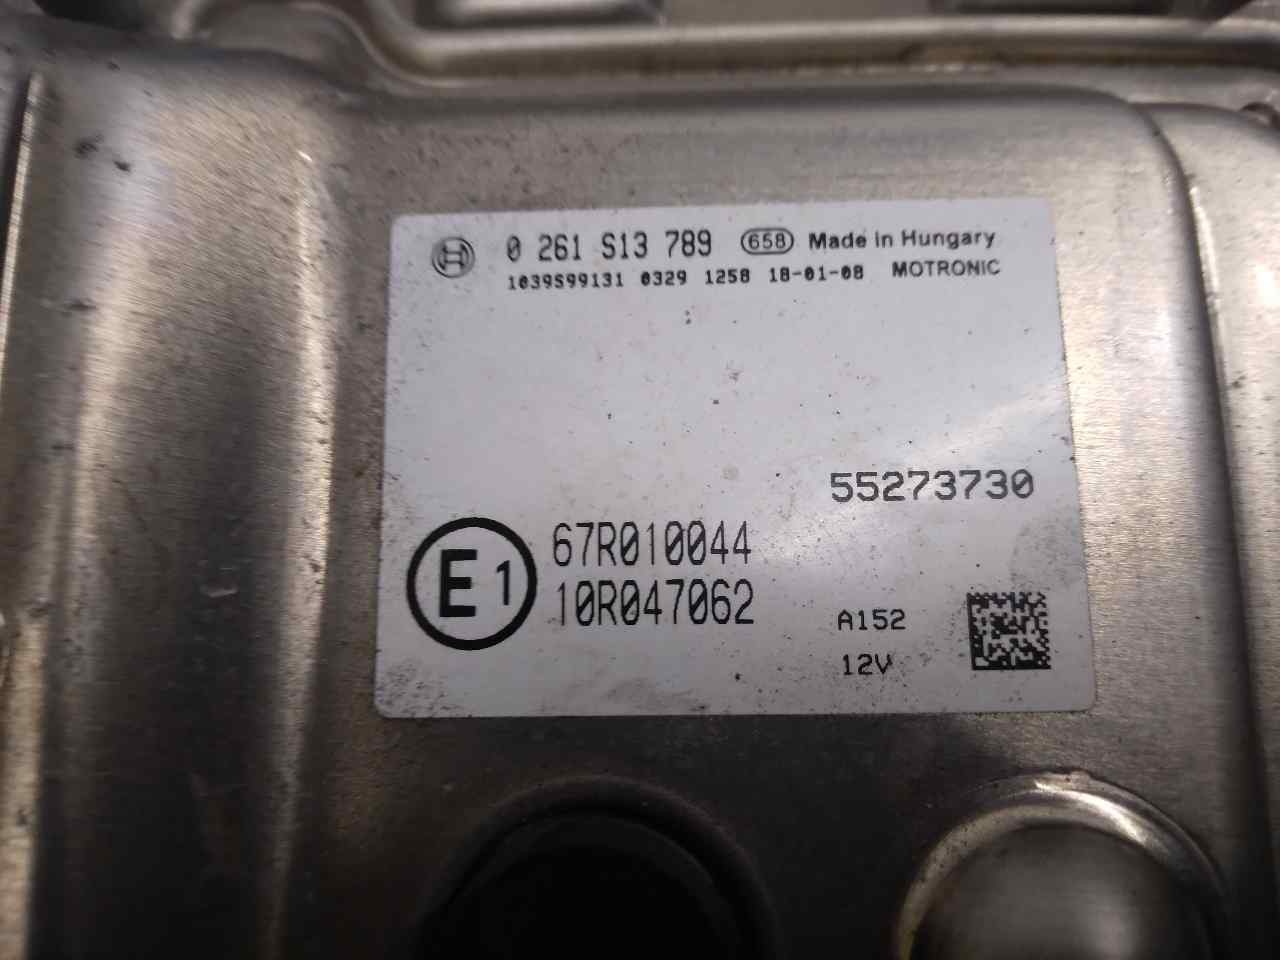 0 261 S13 789 658 Made in Hungary
1039S99131 0329 1258 18-01-08 MOTRONIC
55273730
E1 67R010044
10R047062
A152
12V